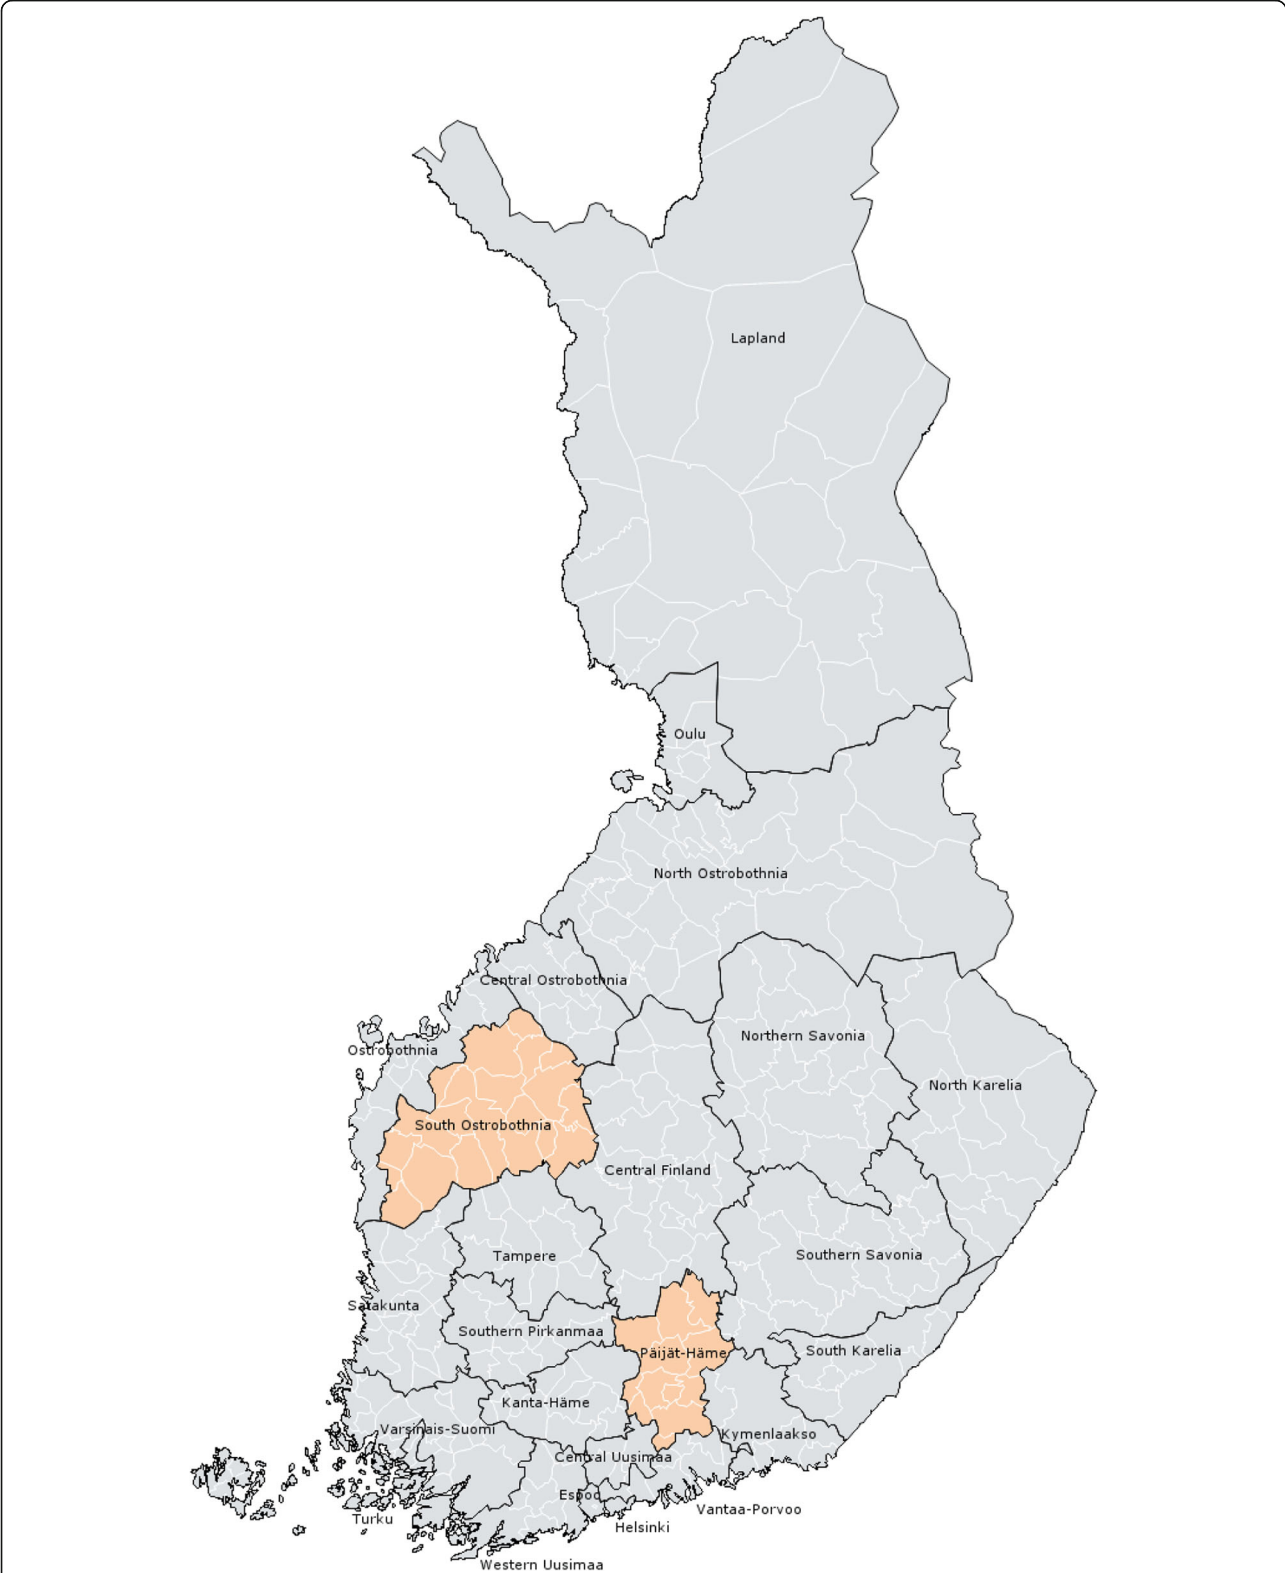 Lapland
Oulu
North Ostrobothnia
Central Ostrobothnia
Northern Savonia
Ostrobothnia
North Karelia
South Ostrobothnia
Central Finland
Southern Savonia
Tampere
Satakunta
Southern Pirkanmaa
South Karelia
Päijät-Häme
Kanta-Häme
Varsinais-Suomi
Kymenlaakso
Central Uusimaa
Espoo
Vantaa-Porvoo
Turku
Helsinki
Western Uusimaa